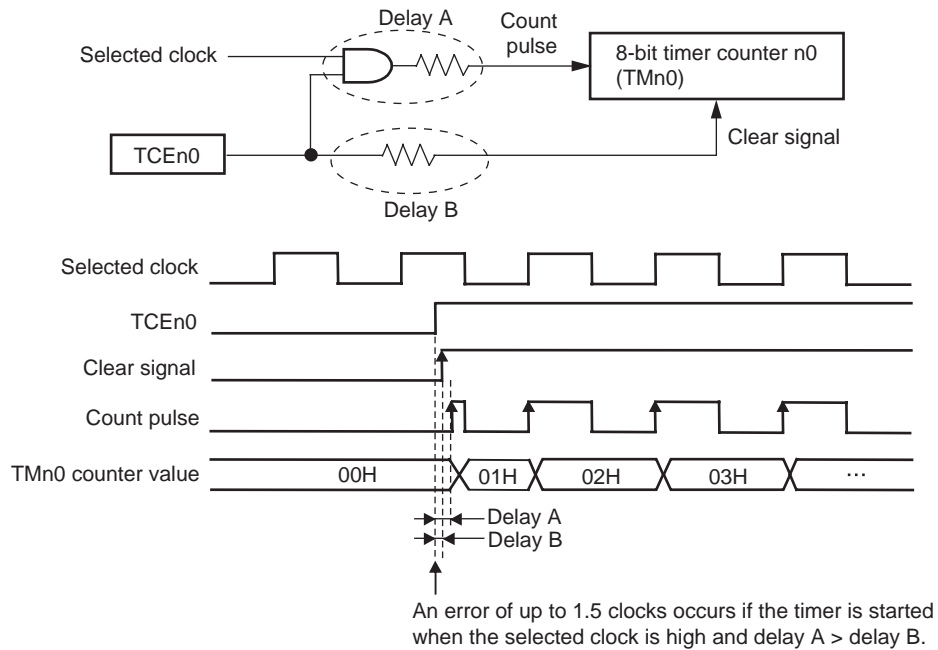 Delay A
Count
pulse
Selected clock
8-bit timer counter n0
(TMn0)
Clear signal
TCEn0
Delay B
Selected clock
TCEn0
Clear signal
Count pulse
TMn0 counter value
00H 01H 02H 03H ...
Delay A
Delay B
An error of up to 1.5 clocks occurs if the timer is started
when the selected clock is high and delay A > delay B.